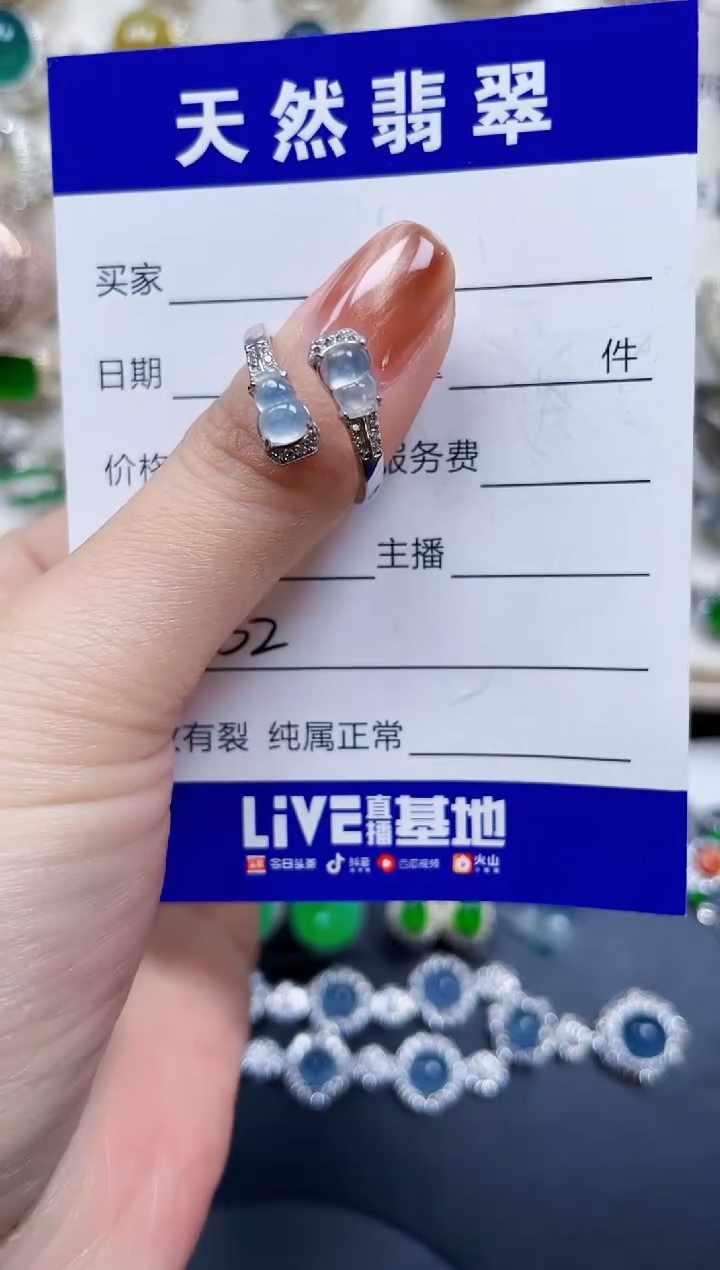 天然翡翠
买家
日期 件
价格 服务费
主播
52
有裂 纯属正常
LiVE直播基地
今日头条 抖音 西瓜视频 火山